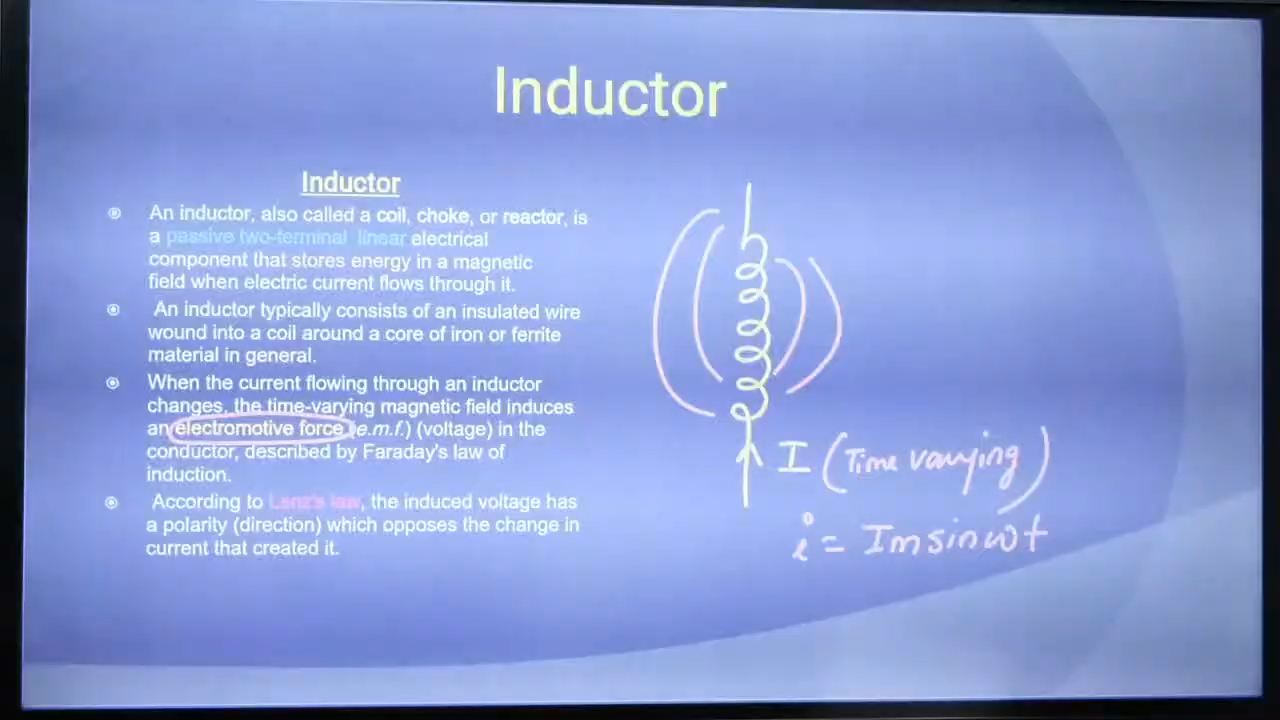 Inductor
Inductor
An inductor, also called a coil, choke, or reactor, is
a passive two-terminal linear electrical
component that stores energy in a magnetic
field when electric current flows through it.
An inductor typically consists of an insulated wire
wound into a coil around a core of iron or ferrite
material in general.
When the current flowing through an inductor
changes, the time-varying magnetic field induces
an electromotive force (e.m.f.) (voltage) in the
conductor, described by Faraday's law of
induction.
According to Lenz's law, the induced voltage has
a polarity (direction) which opposes the change in
current that created it.
I (Time varying)
i = Im sin ωt